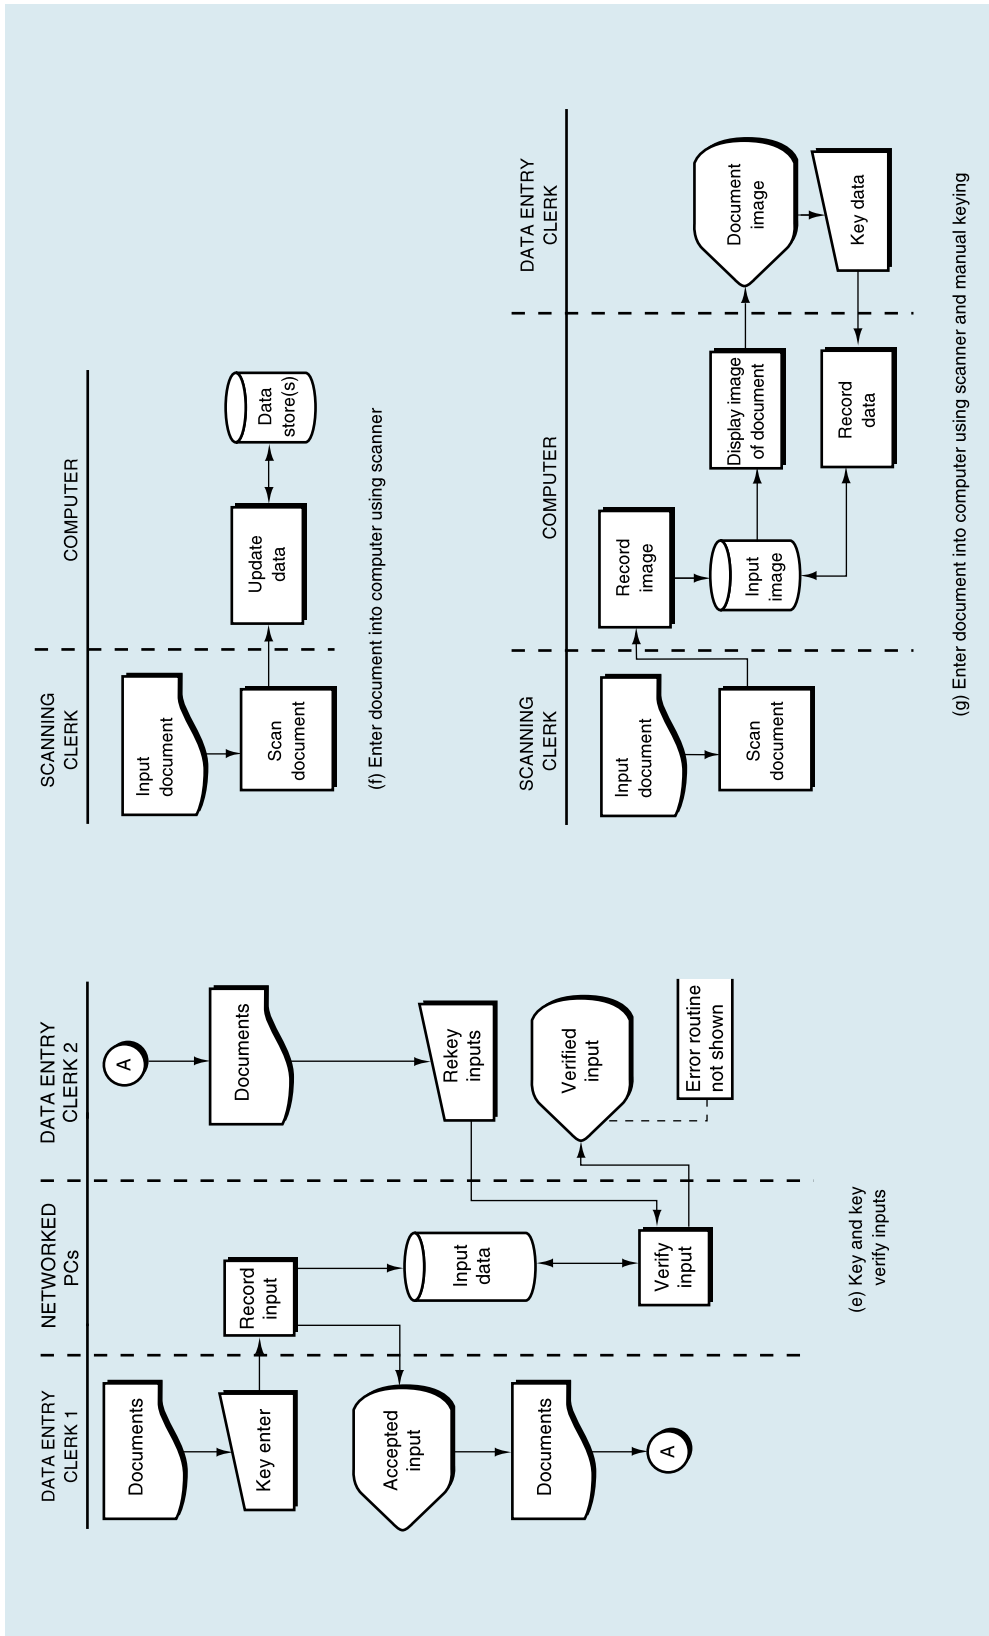 DATA ENTRY
CLERK 1
NETWORKED
PCs
DATA ENTRY
CLERK 2
Documents
Key enter
Accepted
input
Documents
A
Record
input
Input
data
Verify
input
A
Documents
Rekey
inputs
Verified
input
Error routine
not shown
(e) Key and key
verify inputs
SCANNING
CLERK
COMPUTER
Input
document
Scan
document
Update
data
Data
store(s)
(f) Enter document into computer using scanner
SCANNING
CLERK
COMPUTER
DATA ENTRY
CLERK
Input
document
Scan
document
Record
image
Input
image
Display image
of document
Record
data
Document
image
Key data
(g) Enter document into computer using scanner and manual keying